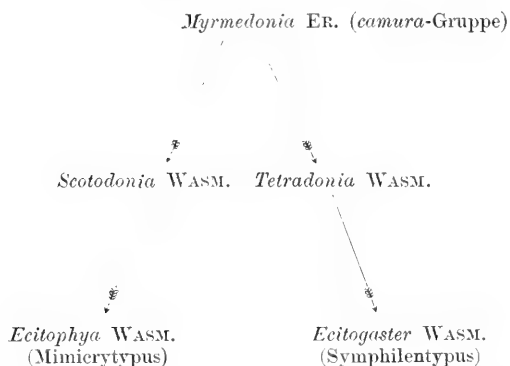 Myrmedonia ER. (camura-Gruppe)
Scotodonia WASM. Tetradonia WASM.
Ecitophya WASM. Ecitogaster WASM.
(Mimicrytypus) (Symphilentypus)